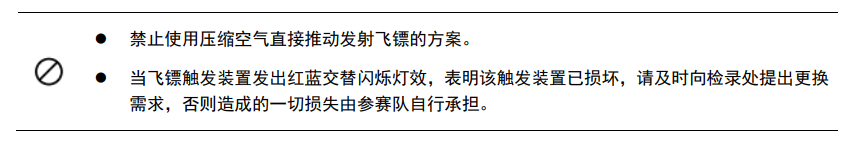 ● 禁止使用压缩空气直接推动发射飞镖的方案。
● 当飞镖触发装置发出红蓝交替闪烁灯效，表明该触发装置已损坏，请及时向检录处提出更换
需求，否则造成的一切损失由参赛队自行承担。